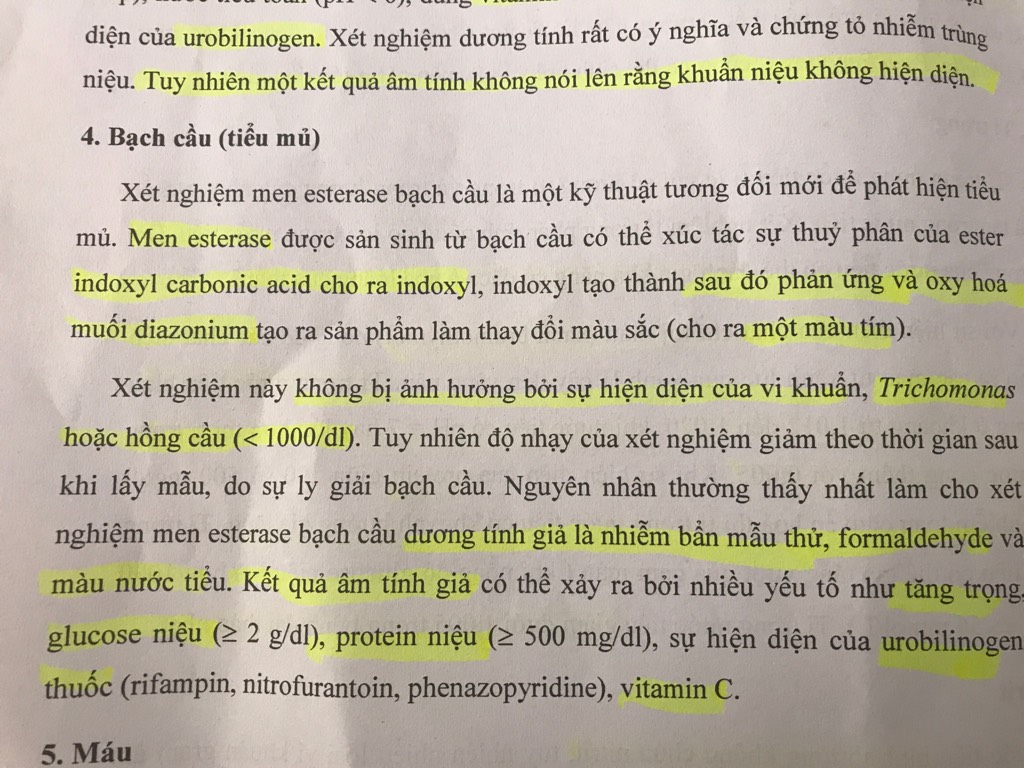 diện của urobilinogen. Xét nghiệm dương tính rất có ý nghĩa và chứng tỏ nhiễm trùng
niệu. Tuy nhiên một kết quả âm tính không nói lên rằng khuẩn niệu không hiện diện.
4. Bạch cầu (tiểu mủ)
Xét nghiệm men esterase bạch cầu là một kỹ thuật tương đối mới để phát hiện tiểu
mủ. Men esterase được sản sinh từ bạch cầu có thể xúc tác sự thuỷ phân của ester
indoxyl carbonic acid cho ra indoxyl, indoxyl tạo thành sau đó phản ứng và oxy hoá
muối diazonium tạo ra sản phẩm làm thay đổi màu sắc (cho ra một màu tím).
Xét nghiệm này không bị ảnh hưởng bởi sự hiện diện của vi khuẩn, Trichomonas
hoặc hồng cầu (< 1000/dl). Tuy nhiên độ nhạy của xét nghiệm giảm theo thời gian sau
khi lấy mẫu, do sự ly giải bạch cầu. Nguyên nhân thường thấy nhất làm cho xét
nghiệm men esterase bạch cầu dương tính giả là nhiễm bẩn mẫu thử, formaldehyde và
màu nước tiểu. Kết quả âm tính giả có thể xảy ra bởi nhiều yếu tố như tăng trọng,
glucose niệu (≥ 2 g/dl), protein niệu (≥ 500 mg/dl), sự hiện diện của urobilinogen
thuốc (rifampin, nitrofurantoin, phenazopyridine), vitamin C.
5. Máu